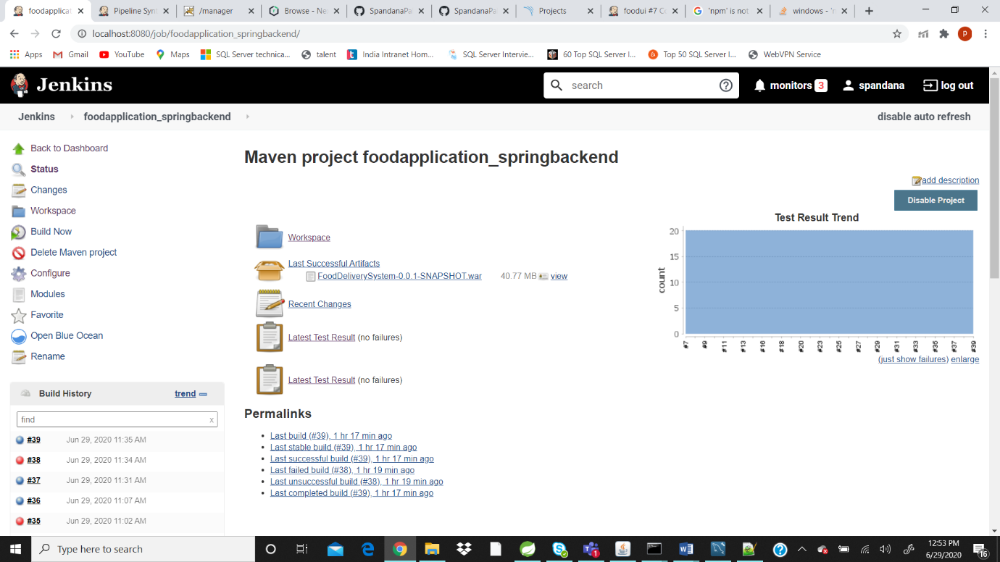 foodapplicat
Pipeline Syn
/manager
Browse - Ne
SpandanaPa
SpandanaPa
Projects
foodui #7 C
'npm' is not
windows - 'n
localhost:8080/job/foodapplication_springbackend/
P
Apps
Gmail
YouTube
Maps
SQL Server technica...
talent
India Intranet Hom...
SQL Server Intervie...
60 Top SQL Server I...
Top 50 SQL Server I...
WebVPN Service
Jenkins
search
monitors 3
spandana
log out
Jenkins
foodapplication_springbackend
disable auto refresh
Back to Dashboard
Status
Changes
Workspace
Build Now
Delete Maven project
Configure
Modules
Favorite
Open Blue Ocean
Rename
Build History
trend
find
x
#39 Jun 29, 2020 11:35 AM
#38 Jun 29, 2020 11:34 AM
#37 Jun 29, 2020 11:31 AM
#36 Jun 29, 2020 11:07 AM
#35 Jun 29, 2020 11:02 AM
Maven project foodapplication_springbackend
add description
Disable Project
Workspace
Last Successful Artifacts
FoodDeliverySystem-0.0.1-SNAPSHOT.war 40.77 MB view
Recent Changes
Latest Test Result (no failures)
Latest Test Result (no failures)
Test Result Trend
count
20
15
10
5
0
#7 #9 #11 #13 #16 #18 #20 #23 #25 #27 #29 #31 #33 #35 #37 #39
(just show failures) enlarge
Permalinks
Last build (#39), 1 hr 17 min ago
Last stable build (#39), 1 hr 17 min ago
Last successful build (#39), 1 hr 17 min ago
Last failed build (#38), 1 hr 19 min ago
Last unsuccessful build (#38), 1 hr 19 min ago
Last completed build (#39), 1 hr 17 min ago
Type here to search
1
12:53 PM
6/29/2020
16